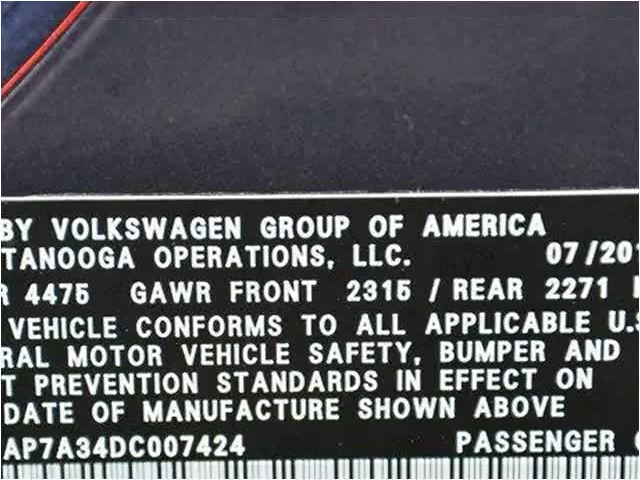 BY VOLKSWAGEN GROUP OF AMERICA
TANOOGA OPERATIONS, LLC. 07/201
R 4475 GAWR FRONT 2315 / REAR 2271
VEHICLE CONFORMS TO ALL APPLICABLE U.S
RAL MOTOR VEHICLE SAFETY, BUMPER AND
T PREVENTION STANDARDS IN EFFECT ON
DATE OF MANUFACTURE SHOWN ABOVE
AP7A34DC007424 PASSENGER